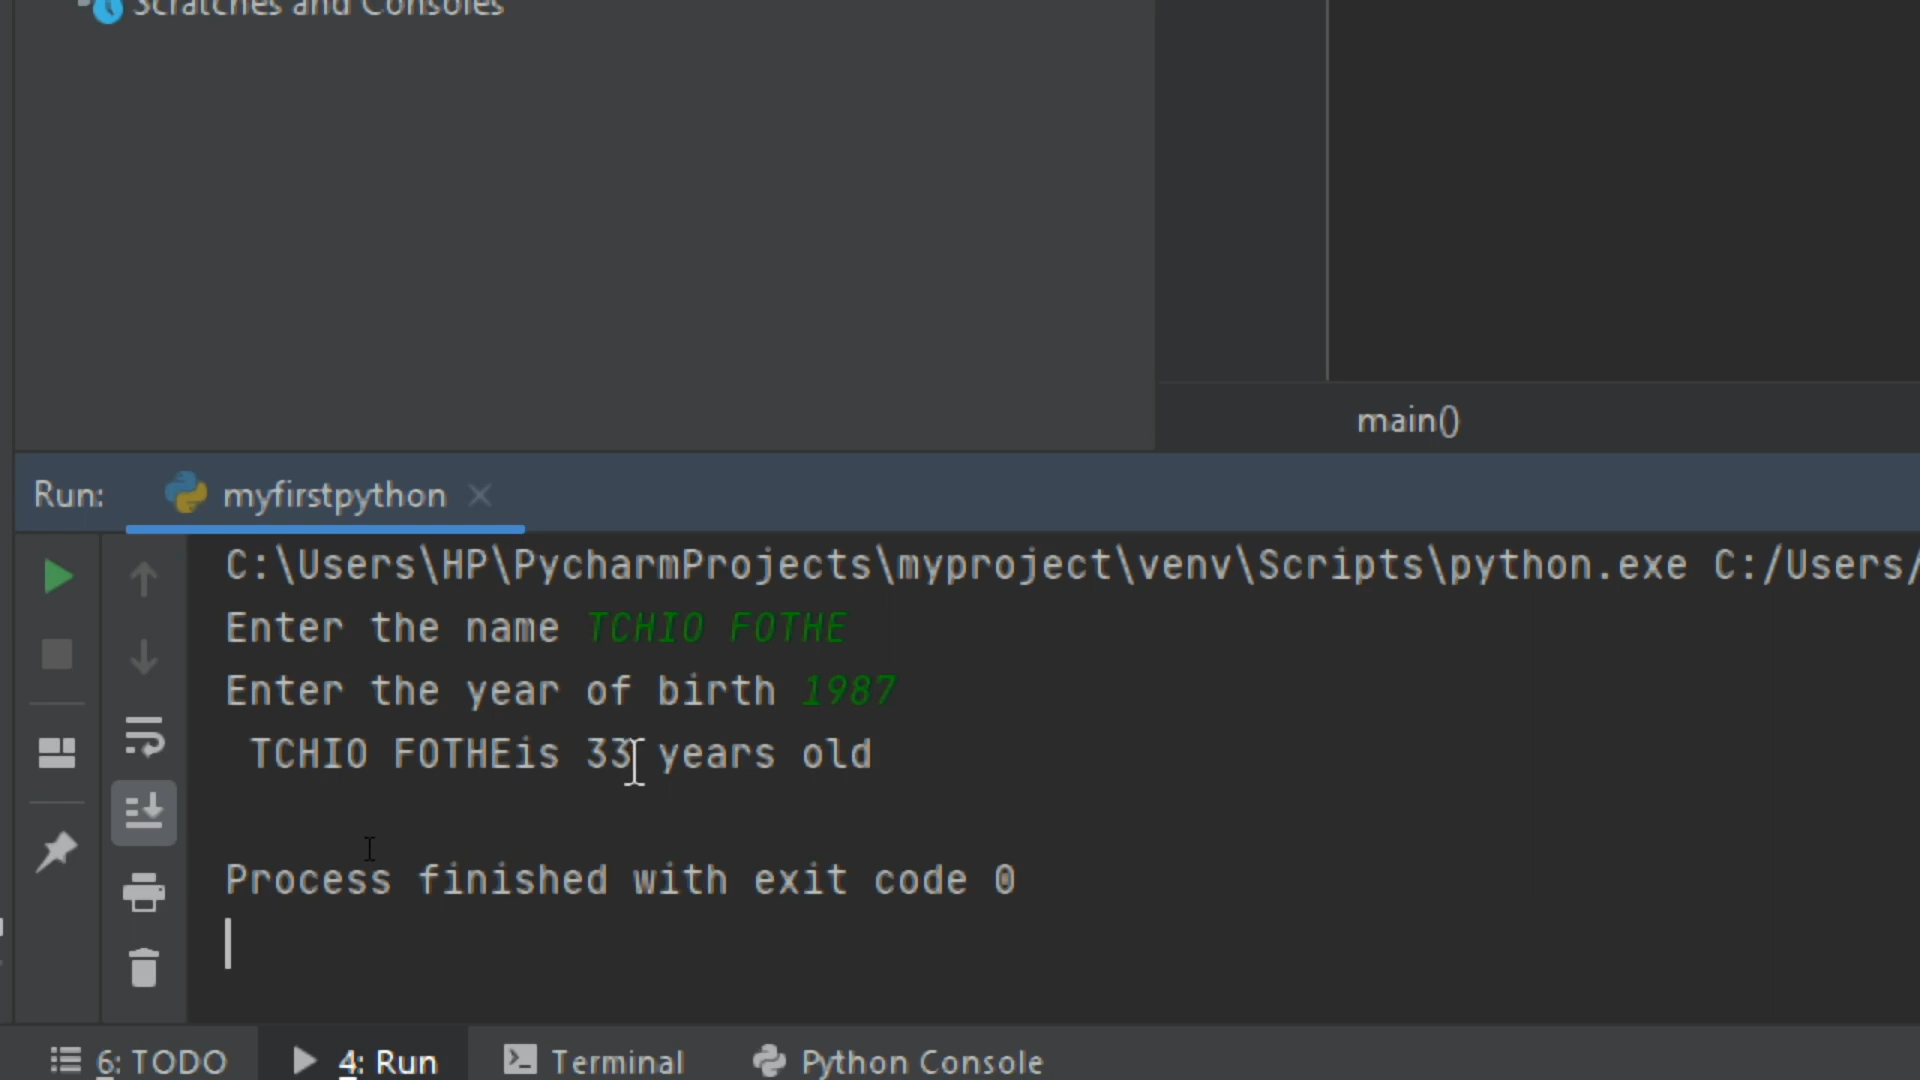 Scratches and Consoles
main()
Run: myfirstpython
C:\Users\HP\PycharmProjects\myproject\venv\Scripts\python.exe C:/Users/
Enter the name TCHIO FOTHE
Enter the year of birth 1987
TCHIO FOTHEis 33 years old
Process finished with exit code 0
6: TODO 4: Run Terminal Python Console